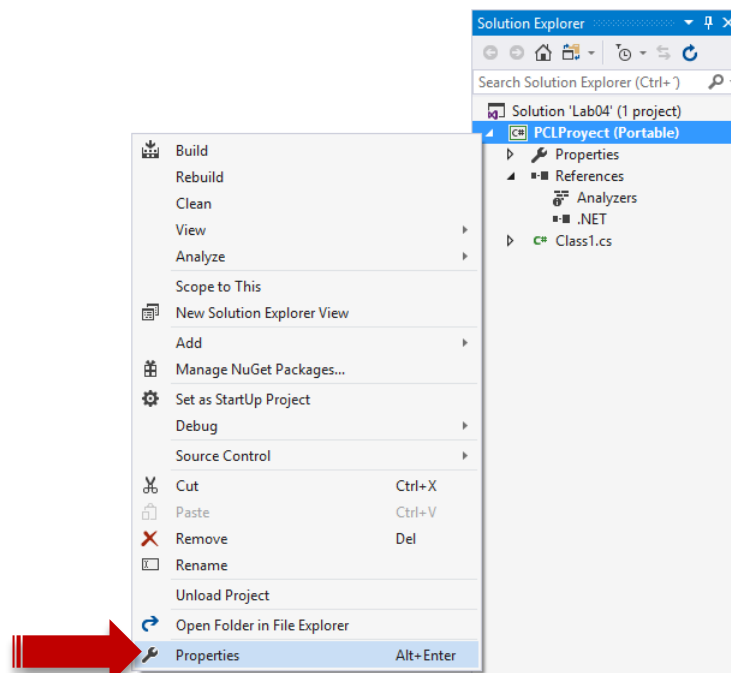 Solution Explorer
Search Solution Explorer (Ctrl+´)
Solution 'Lab04' (1 project)
C# PCLProyect (Portable)
Properties
References
Analyzers
.NET
C# Class1.cs
Build
Rebuild
Clean
View
Analyze
Scope to This
New Solution Explorer View
Add
Manage NuGet Packages...
Set as StartUp Project
Debug
Source Control
Cut Ctrl+X
Paste Ctrl+V
Remove Del
Rename
Unload Project
Open Folder in File Explorer
Properties Alt+Enter